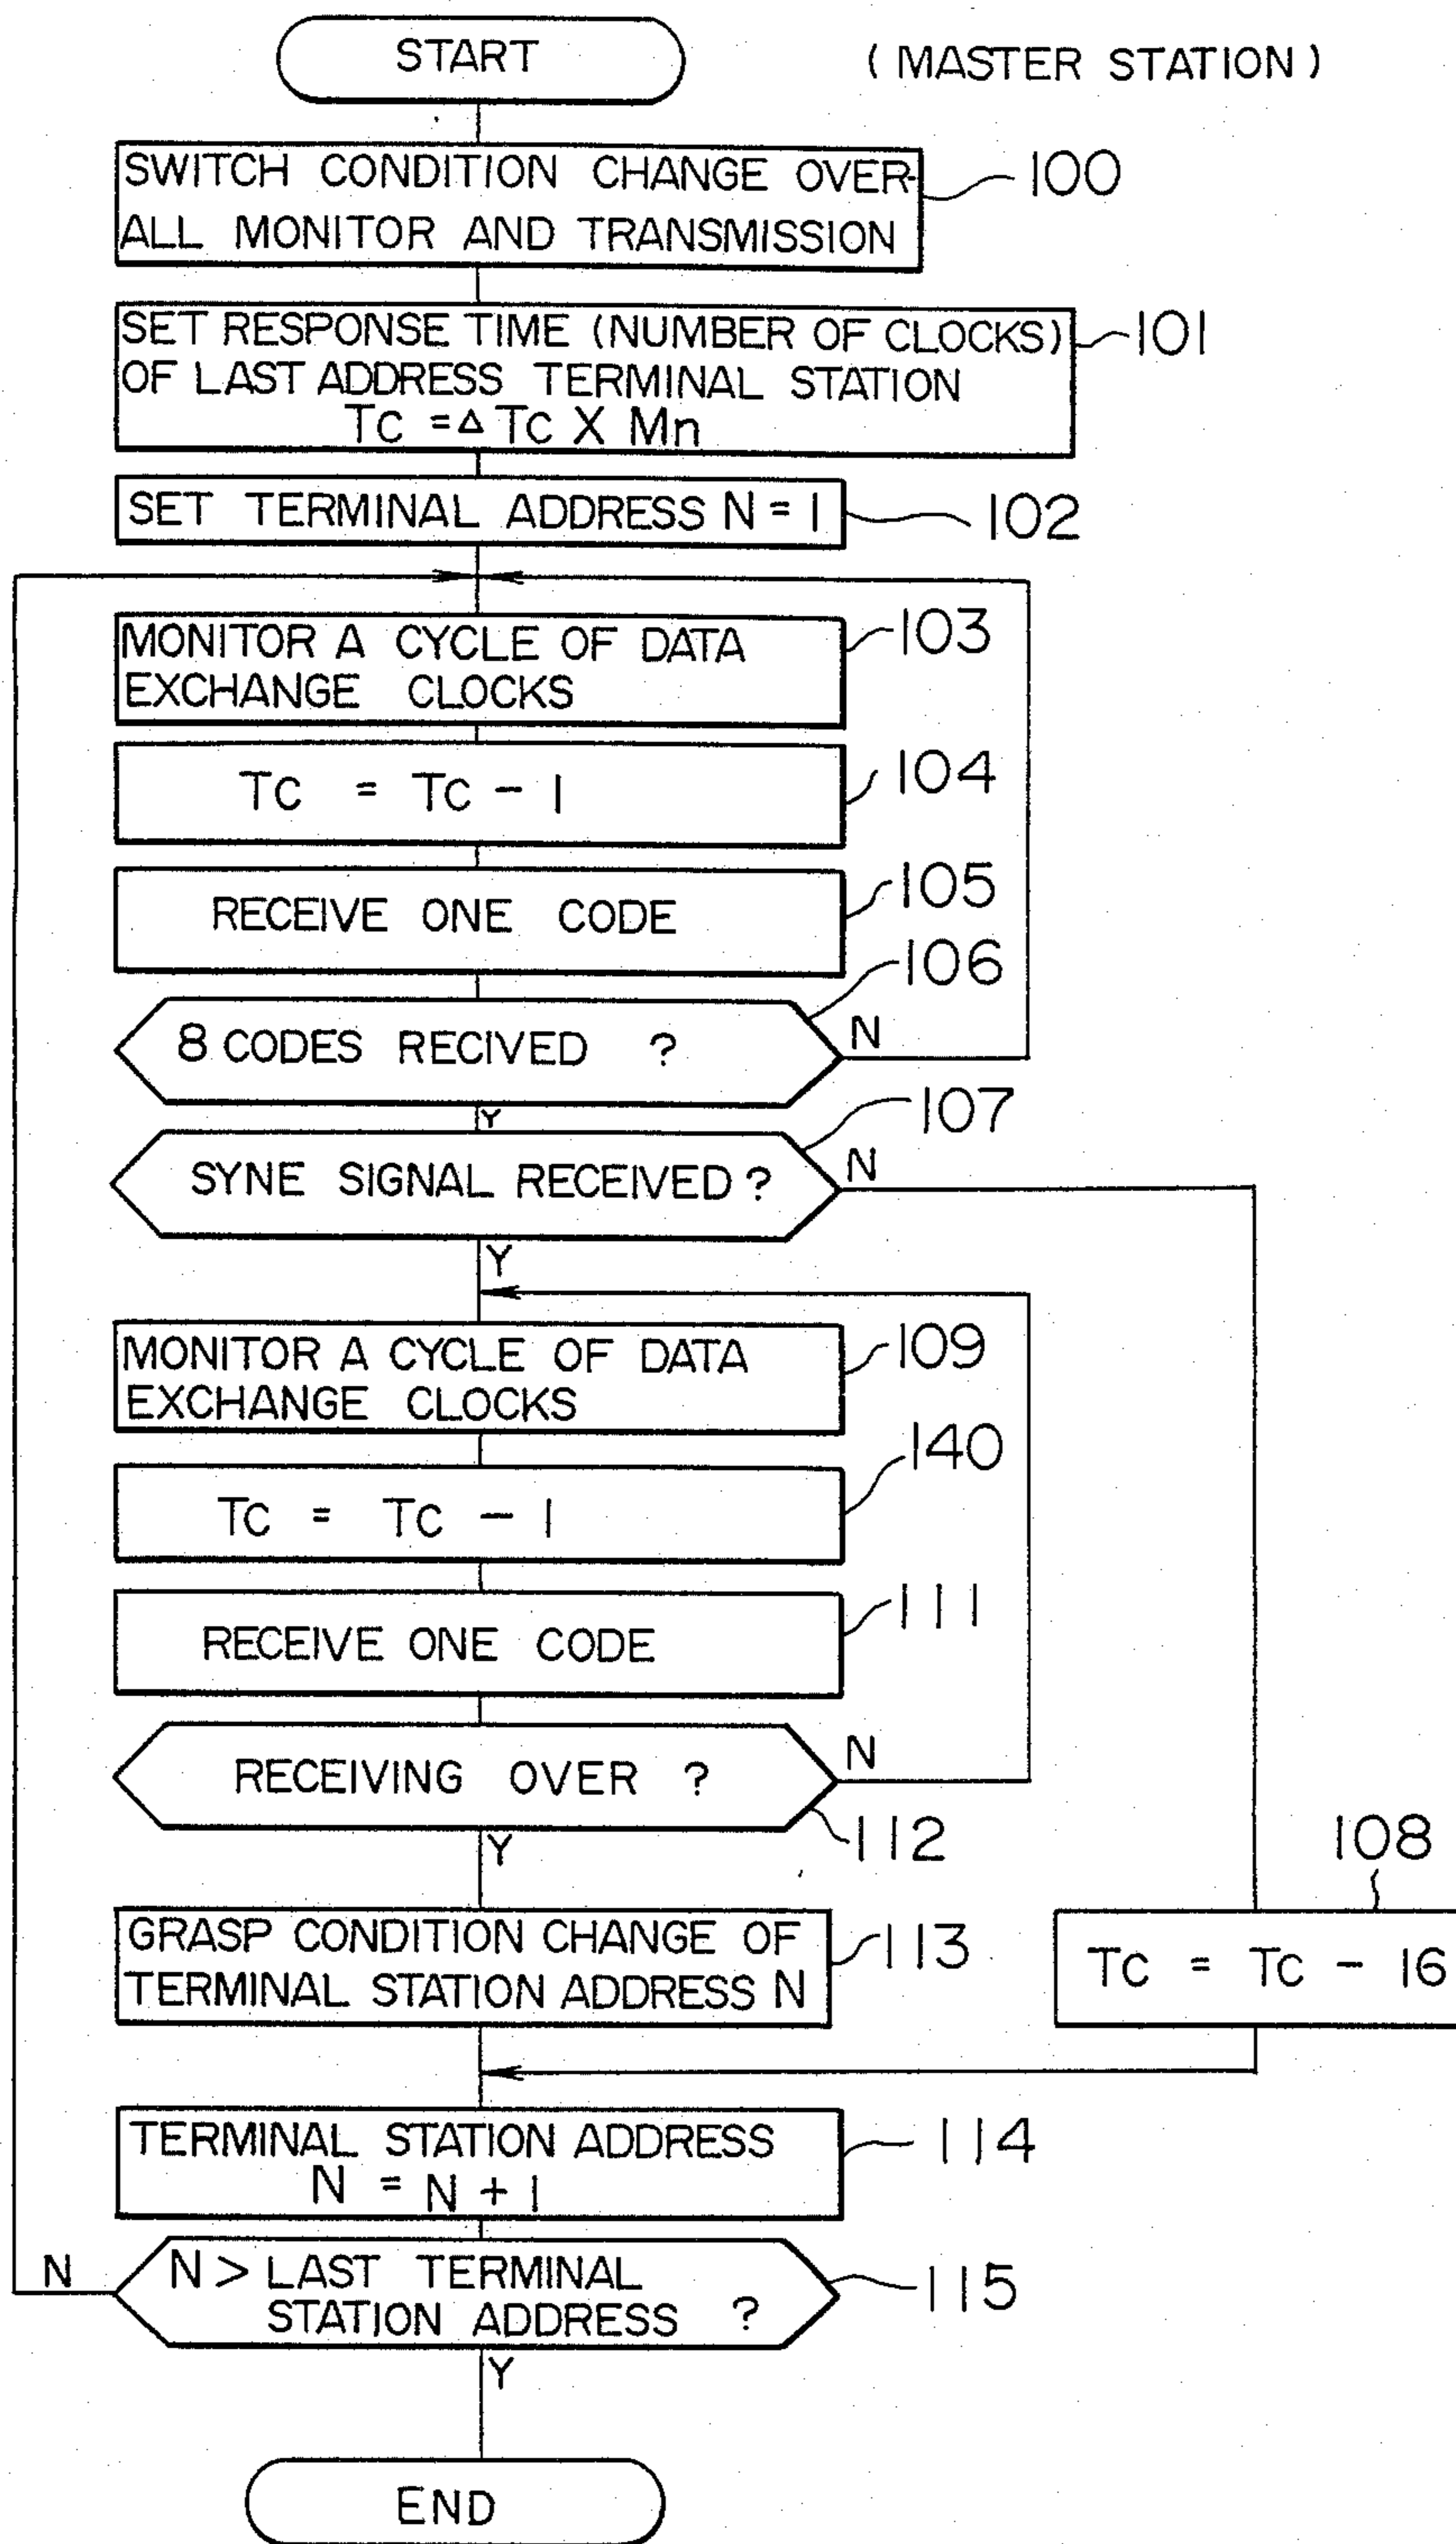 START
( MASTER STATION )
SWITCH CONDITION CHANGE OVER-
ALL MONITOR AND TRANSMISSION
100
SET RESPONSE TIME (NUMBER OF CLOCKS)
OF LAST ADDRESS TERMINAL STATION
Tc = Δ Tc X Mn
101
SET TERMINAL ADDRESS N = 1
102
MONITOR A CYCLE OF DATA
EXCHANGE CLOCKS
103
Tc = Tc - 1
104
RECEIVE ONE CODE
105
106
8 CODES RECIVED ?
N
Y
107
SYNE SIGNAL RECEIVED ?
N
Y
MONITOR A CYCLE OF DATA
EXCHANGE CLOCKS
109
140
Tc = Tc - 1
RECEIVE ONE CODE
111
RECEIVING OVER ?
N
112
Y
108
GRASP CONDITION CHANGE OF
TERMINAL STATION ADDRESS N
113
Tc = Tc - 16
TERMINAL STATION ADDRESS
N = N + 1
114
N
N > LAST TERMINAL
STATION ADDRESS ?
115
Y
END